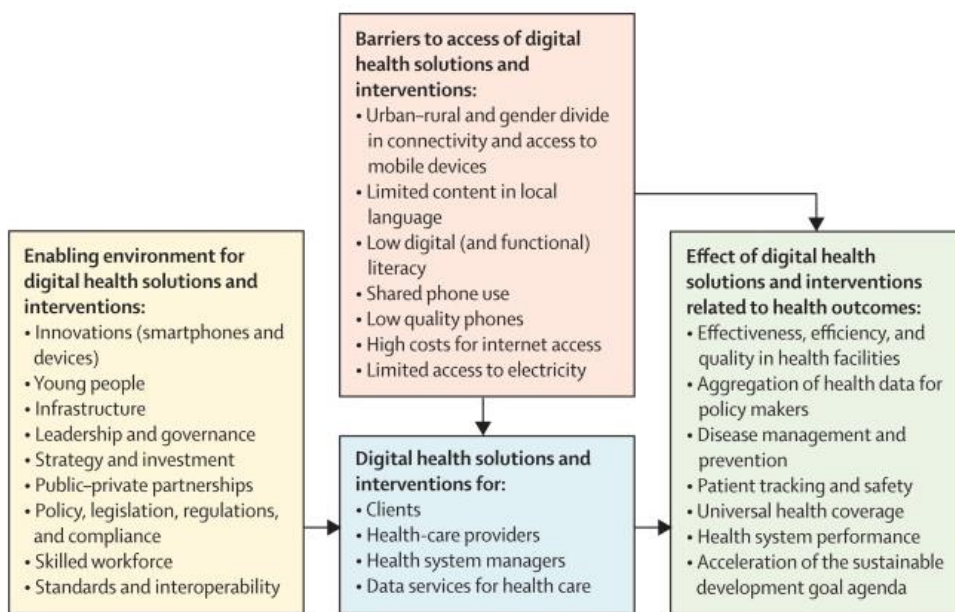 Barriers to access of digital
health solutions and
interventions:
• Urban–rural and gender divide
in connectivity and access to
mobile devices
• Limited content in local
language
• Low digital (and functional)
literacy
• Shared phone use
• Low quality phones
• High costs for internet access
• Limited access to electricity
Enabling environment for
digital health solutions and
interventions:
• Innovations (smartphones and
devices)
• Young people
• Infrastructure
• Leadership and governance
• Strategy and investment
• Public–private partnerships
• Policy, legislation, regulations,
and compliance
• Skilled workforce
• Standards and interoperability
Digital health solutions and
interventions for:
• Clients
• Health-care providers
• Health system managers
• Data services for health care
Effect of digital health
solutions and interventions
related to health outcomes:
• Effectiveness, efficiency, and
quality in health facilities
• Aggregation of health data for
policy makers
• Disease management and
prevention
• Patient tracking and safety
• Universal health coverage
• Health system performance
• Acceleration of the sustainable
development goal agenda